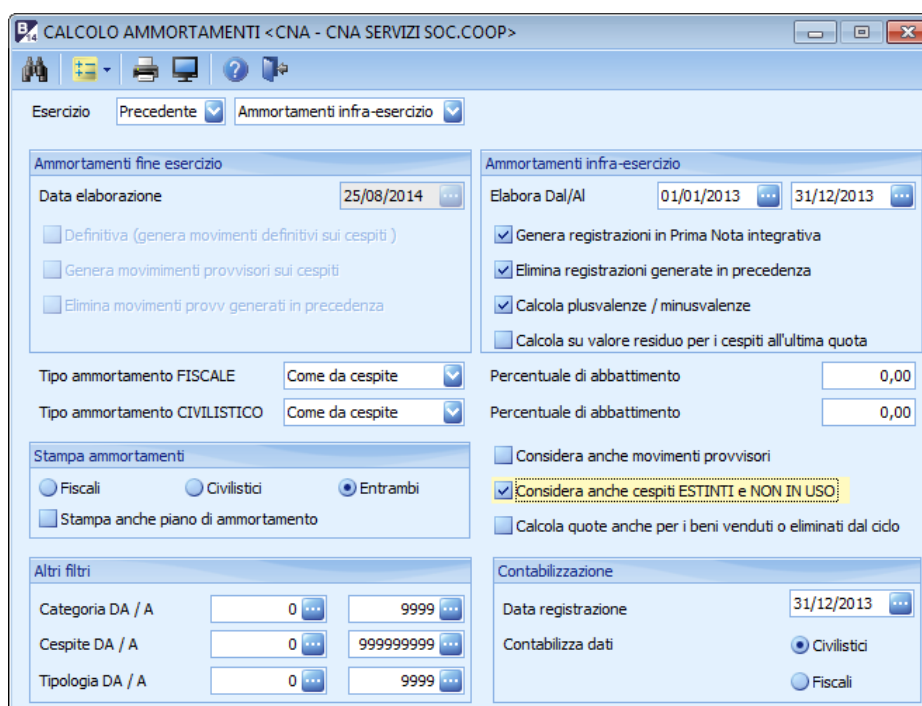 CALCOLO AMMORTAMENTI <CNA - CNA SERVIZI SOC.COOP>
Esercizio Precedente Ammortamenti infra-esercizio
Ammortamenti fine esercizio
Data elaborazione 25/08/2014
Definitiva (genera movimenti definitivi sui cespiti )
Genera movimimenti provvisori sui cespiti
Elimina movimenti provv generati in precedenza
Ammortamenti infra-esercizio
Elabora Dal/Al 01/01/2013 31/12/2013
Genera registrazioni in Prima Nota integrativa
Elimina registrazioni generate in precedenza
Calcola plusvalenze / minusvalenze
Calcola su valore residuo per i cespiti all'ultima quota
Tipo ammortamento FISCALE Come da cespite Percentuale di abbattimento 0,00
Tipo ammortamento CIVILISTICO Come da cespite Percentuale di abbattimento 0,00
Stampa ammortamenti
Fiscali Civilistici Entrambi
Stampa anche piano di ammortamento
Considera anche movimenti provvisori
Considera anche cespiti ESTINTI e NON IN USO
Calcola quote anche per i beni venduti o eliminati dal ciclo
Altri filtri
Categoria DA / A 0 9999
Cespite DA / A 0 999999999
Tipologia DA / A 0 9999
Contabilizzazione
Data registrazione 31/12/2013
Contabilizza dati Civilistici
Fiscali